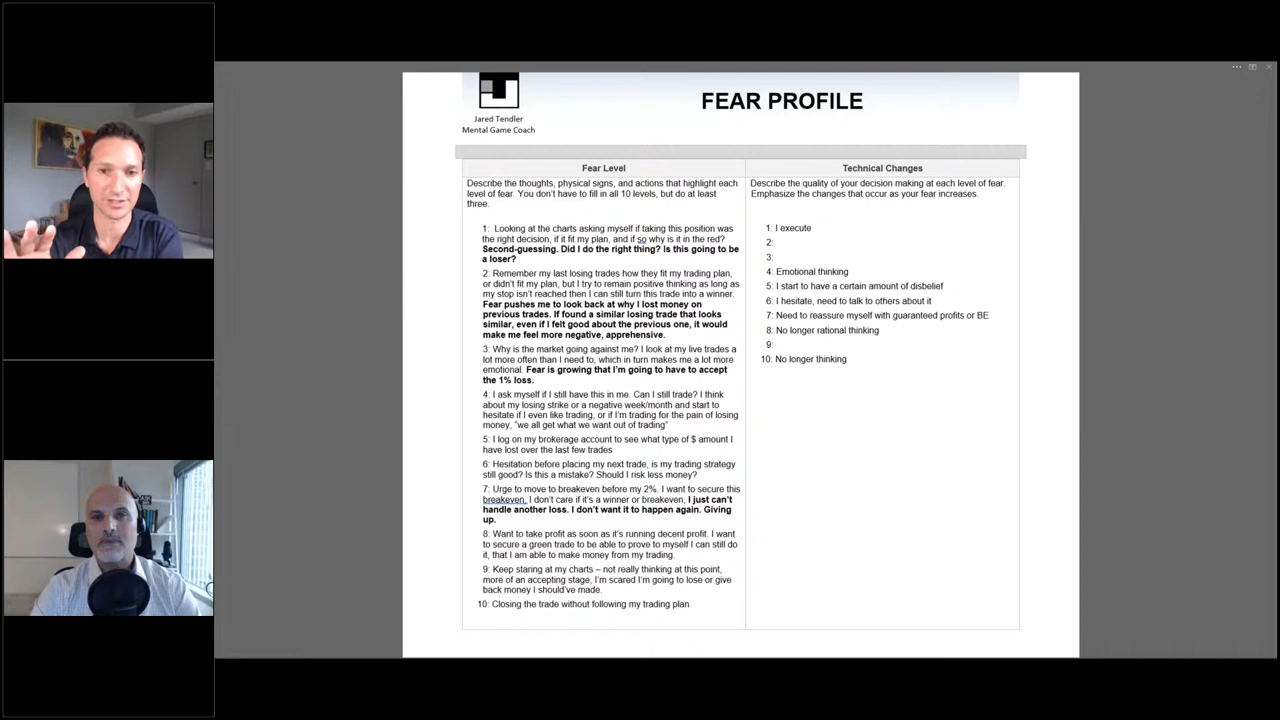 Jared Tendler
Mental Game Coach
FEAR PROFILE
Fear Level
Describe the thoughts, physical signs, and actions that highlight each
level of fear. You don't have to fill in all 10 levels, but do at least
three.
1: Looking at the charts asking myself if taking this position was
the right decision, if it fit my plan, and if so why is it in the red?
Second-guessing. Did I do the right thing? Is this going to be
a loser?
2: Remember my last losing trades how they fit my trading plan,
or didn't fit my plan, but I try to remain positive thinking as long as
my stop isn't reached then I can still turn this trade into a winner.
Fear pushes me to look back at why I lost money on
previous trades. If found a similar losing trade that looks
similar, even if I felt good about the previous one, it would
make me feel more negative, apprehensive.
3: Why is the market going against me? I look at my live trades a
lot more often than I need to, which in turn makes me a lot more
emotional. Fear is growing that I'm going to have to accept
the 1% loss.
4: I ask myself if I still have this in me. Can I still trade? I think
about my losing strike or a negative week/month and start to
hesitate if I even like trading, or if I'm trading for the pain of losing
money, "we all get what we want out of trading"
5: I log on my brokerage account to see what type of $ amount I
have lost over the last few trades
6: Hesitation before placing my next trade, is my trading strategy
still good? Is this a mistake? Should I risk less money?
7: Urge to move to breakeven before my 2%. I want to secure this
breakeven, I don't care if it's a winner or breakeven, I just can't
handle another loss. I don't want it to happen again. Giving
up.
8: Want to take profit as soon as it's running decent profit. I want
to secure a green trade to be able to prove to myself I can still do
it, that I am able to make money from my trading.
9: Keep staring at my charts – not really thinking at this point,
more of an accepting stage, I'm scared I'm going to lose or give
back money I should've made.
10: Closing the trade without following my trading plan
Technical Changes
Describe the quality of your decision making at each level of fear.
Emphasize the changes that occur as your fear increases.
1: I execute
2:
3:
4: Emotional thinking
5: I start to have a certain amount of disbelief
6: I hesitate, need to talk to others about it
7: Need to reassure myself with guaranteed profits or BE
8: No longer rational thinking
9:
10: No longer thinking